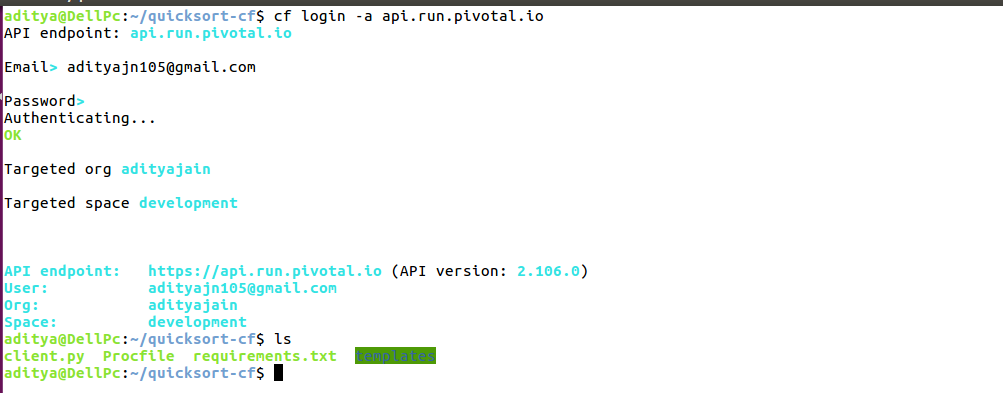 aditya@DellPc:~/quicksort-cf$ cf login -a api.run.pivotal.io
API endpoint: api.run.pivotal.io
Email> adityajn105@gmail.com
Password>
Authenticating...
OK
Targeted org adityajain
Targeted space development
API endpoint:   https://api.run.pivotal.io (API version: 2.106.0)
User:           adityajn105@gmail.com
Org:            adityajain
Space:          development
aditya@DellPc:~/quicksort-cf$ ls
client.py  Procfile  requirements.txt  templates
aditya@DellPc:~/quicksort-cf$